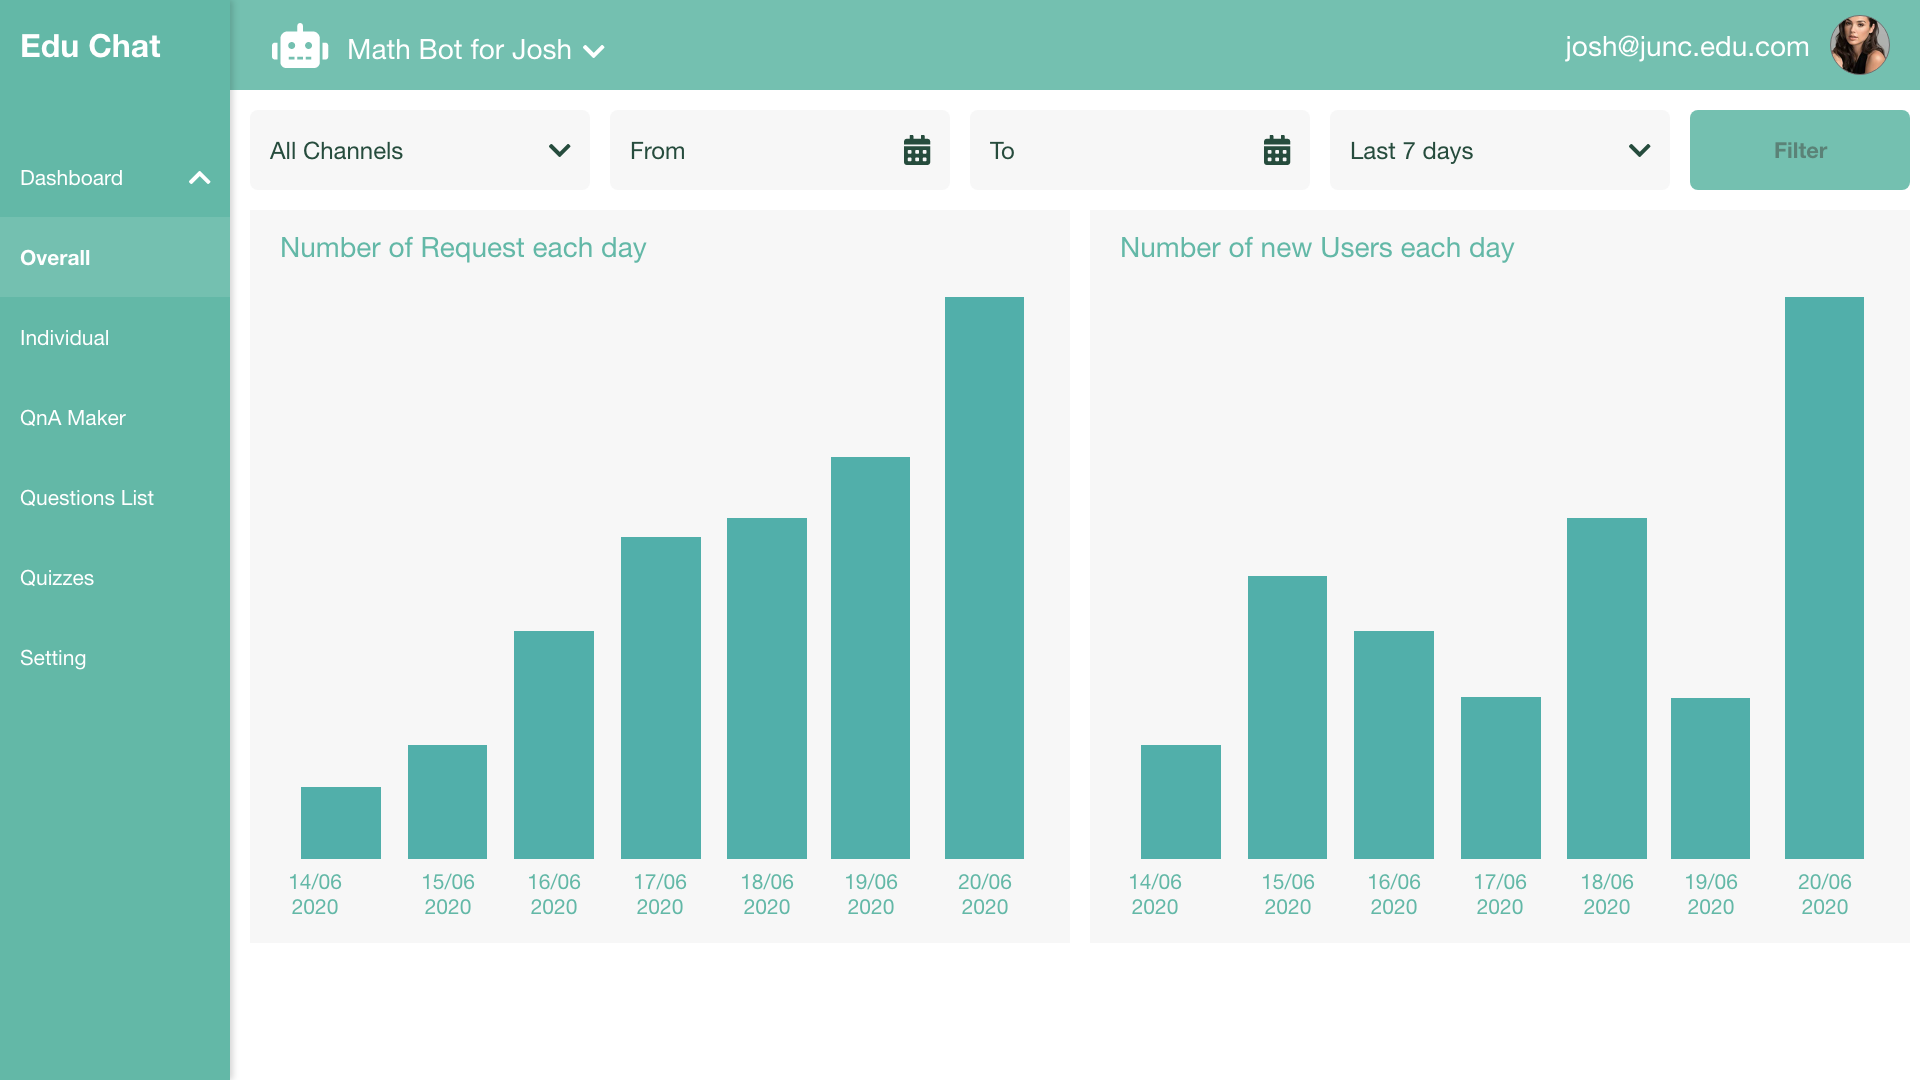 Edu Chat
Math Bot for Josh
josh@junc.edu.com
Dashboard
Overall
Individual
QnA Maker
Questions List
Quizzes
Setting
All Channels
From
To
Last 7 days
Filter
Number of Request each day
14/06 15/06 16/06 17/06 18/06 19/06 20/06
2020 2020 2020 2020 2020 2020 2020
Number of new Users each day
14/06 15/06 16/06 17/06 18/06 19/06 20/06
2020 2020 2020 2020 2020 2020 2020